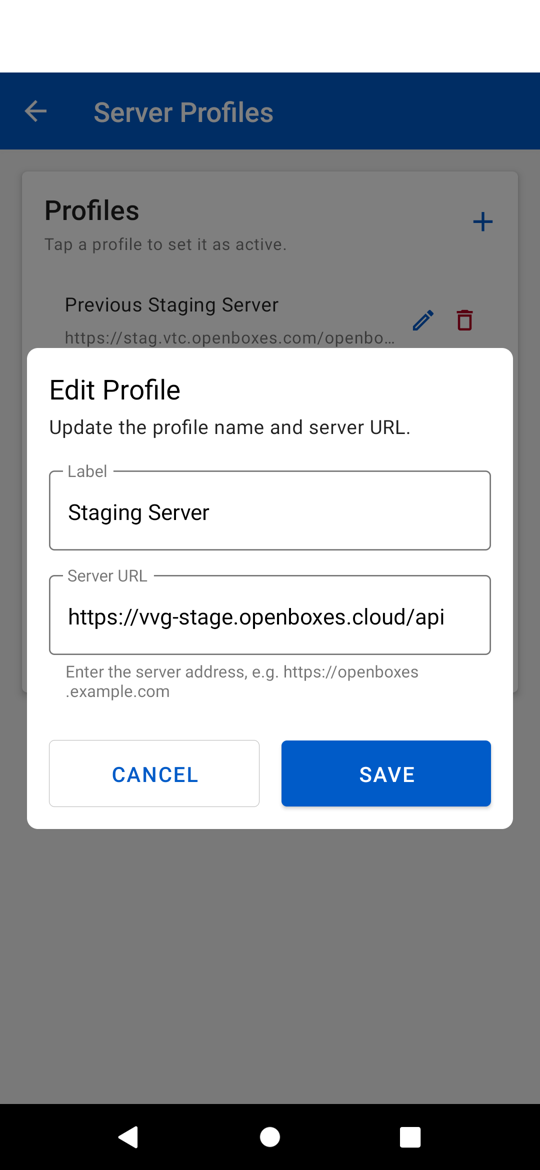 Server Profiles
Profiles
Tap a profile to set it as active.
Previous Staging Server
https://stag.vtc.openboxes.com/openbo…
Edit Profile
Update the profile name and server URL.
Label
Staging Server
Server URL
https://vvg-stage.openboxes.cloud/api
Enter the server address, e.g. https://openboxes
.example.com
CANCEL
SAVE